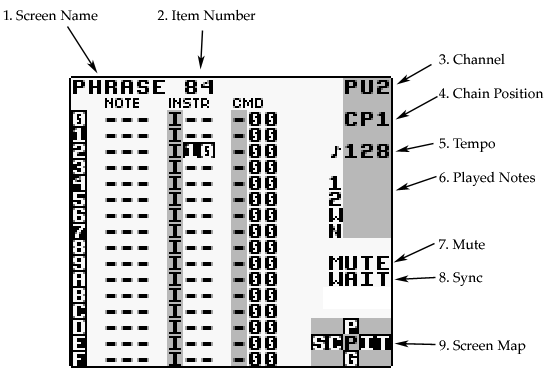 1. Screen Name
2. Item Number
PHRASE 84
PU2
3. Channel
NOTE INSTR CMD
4. Chain Position
0 --- I-- -00 CP1
1 --- I-- -00
5. Tempo
2 --- I10 -00 ♪128
3 --- I-- -00
6. Played Notes
4 --- I-- -00 1
5 --- I-- -00 2
6 --- I-- -00 W
7 --- I-- -00 N
7. Mute
8 --- I-- -00
9 --- I-- -00 MUTE
8. Sync
A --- I-- -00 WAIT
B --- I-- -00
C --- I-- -00
D --- I-- -00 P
9. Screen Map
E --- I-- -00 SCPIT
F --- I-- -00 G